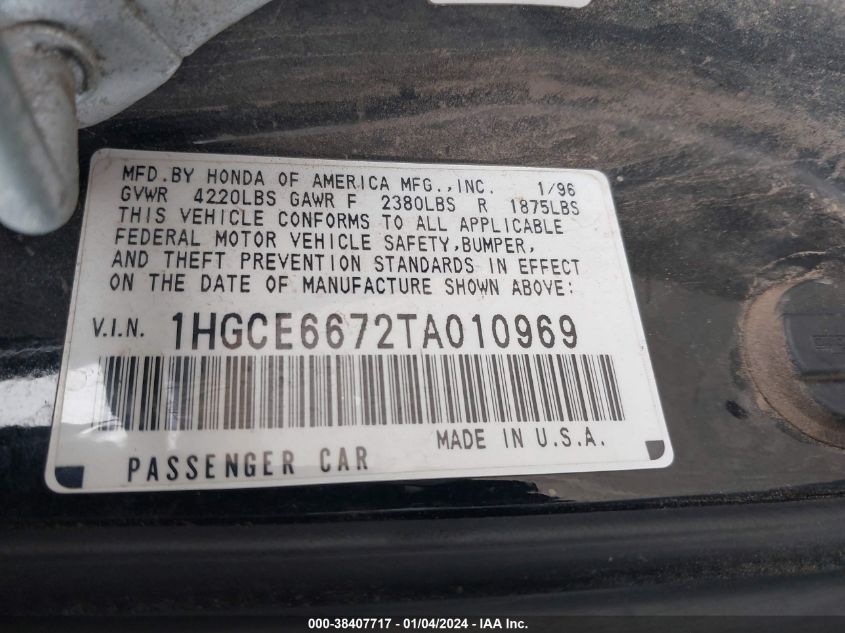 MFD.BY HONDA OF AMERICA MFG.,INC. 1/96
GVWR 4220LBS GAWR F 2380LBS R 1875LBS
THIS VEHICLE CONFORMS TO ALL APPLICABLE
FEDERAL MOTOR VEHICLE SAFETY,BUMPER,
AND THEFT PREVENTION STANDARDS IN EFFECT
ON THE DATE OF MANUFACTURE SHOWN ABOVE:
V.I.N. 1HGCE6672TA010969
MADE IN U.S.A.
PASSENGER CAR
000-38407717 - 01/04/2024 - IAA Inc.